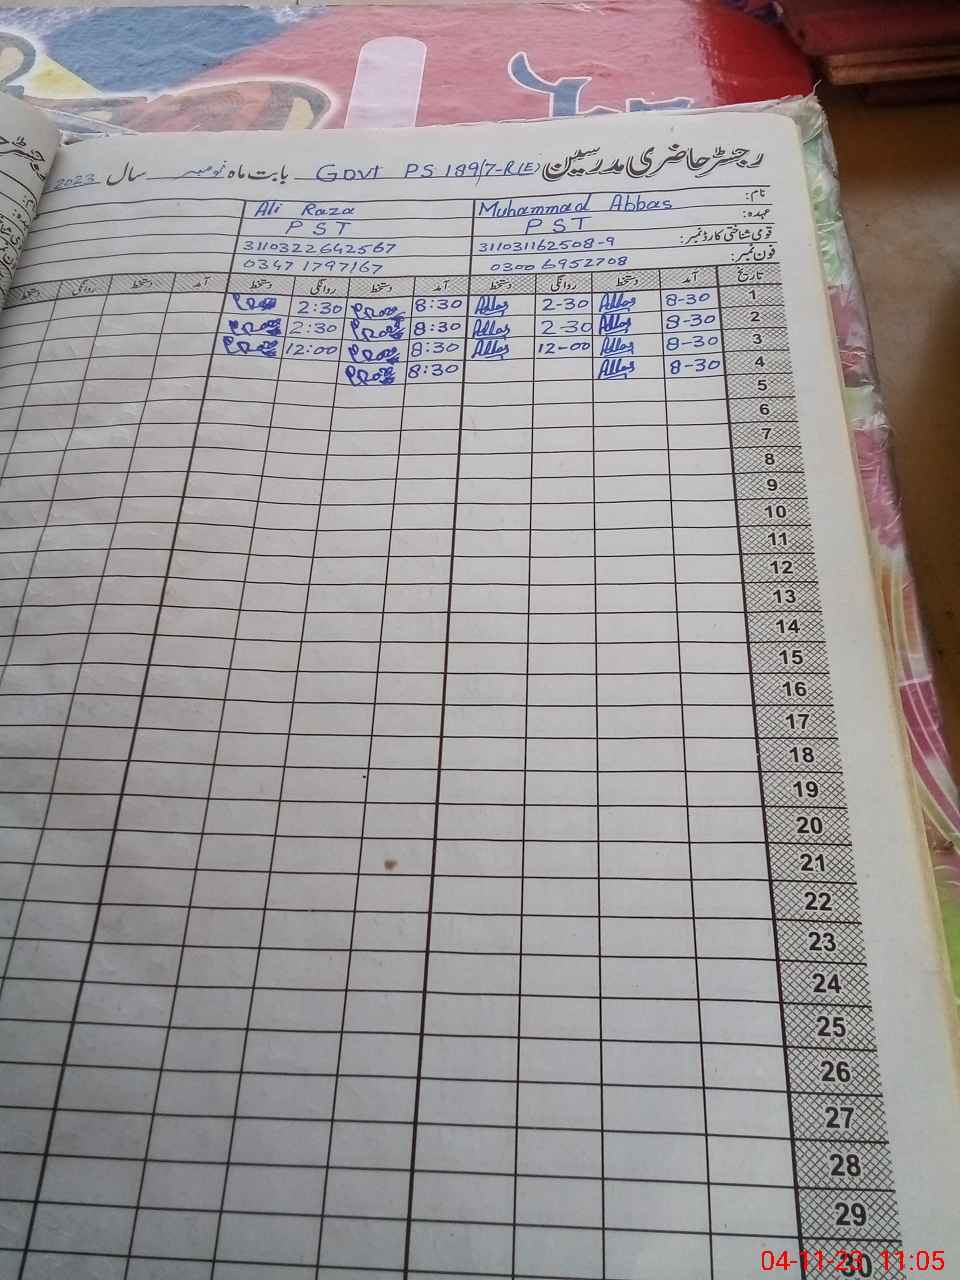 رجسٹر حاضری مدرسین Govt PS 189/7-R(E) بابت ماہ نومبر سال 2023
نام: Muhammad Abbas Ali Raza
عہدہ: PST PST
قومی شناختی کارڈ نمبر: 311031162508-9 3110322642567
فون نمبر: 0300 6952708 0347 1797167
تاریخ آمد دستخط روانگی دستخط آمد دستخط روانگی دستخط آمد دستخط روانگی دستخط
1 8-30 Abbas 2-30 Abbas 8:30 2:30
2 8-30 Abbas 2-30 Abbas 8:30 2:30
3 8-30 Abbas 12-00 Abbas 8:30 12:00
4 8-30 Abbas 8:30
5
6
7
8
9
10
11
12
13
14
15
16
17
18
19
20
21
22
23
24
25
26
27
28
29
30
04-11-23 11:05